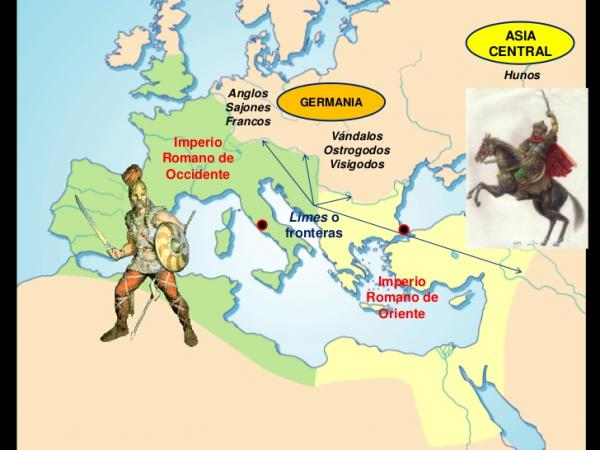 ASIA
CENTRAL
Hunos
Anglos
Sajones
Francos
GERMANIA
Vándalos
Ostrogodos
Visigodos
Imperio
Romano de
Occidente
Limes o
fronteras
Imperio
Romano de
Oriente